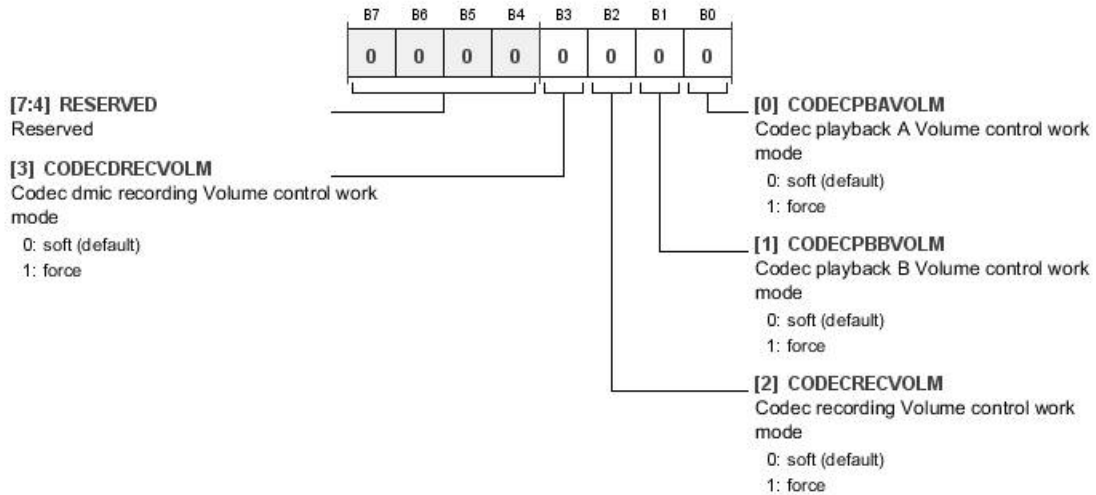 B7 B6 B5 B4 B3 B2 B1 B0
0 0 0 0 0 0 0 0
[7:4] RESERVED
Reserved
[3] CODECDRECVOLM
Codec dmic recording Volume control work
mode
0: soft (default)
1: force
[0] CODECPBAVOLM
Codec playback A Volume control work
mode
0: soft (default)
1: force
[1] CODECPBBVOLM
Codec playback B Volume control work
mode
0: soft (default)
1: force
[2] CODECRECVOLM
Codec recording Volume control work
mode
0: soft (default)
1: force